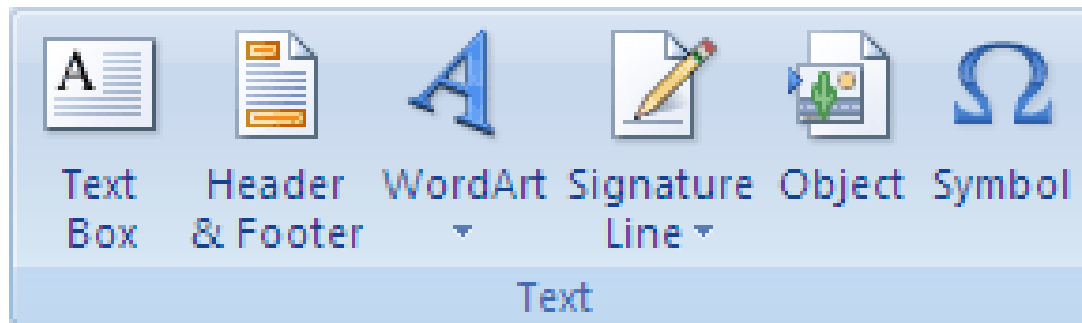 Text
Box
Header
& Footer
WordArt
Signature
Line
Object
Symbol
Text